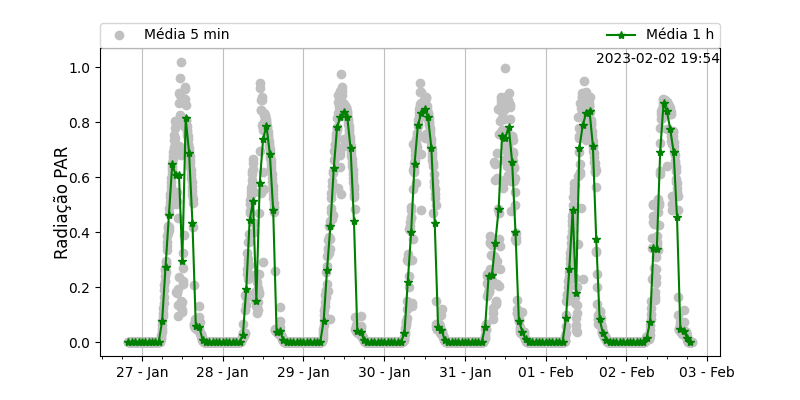 Média 5 min
Média 1 h
2023-02-02 19:54
Radiação PAR
1.0
0.8
0.6
0.4
0.2
0.0
27 - Jan
28 - Jan
29 - Jan
30 - Jan
31 - Jan
01 - Feb
02 - Feb
03 - Feb